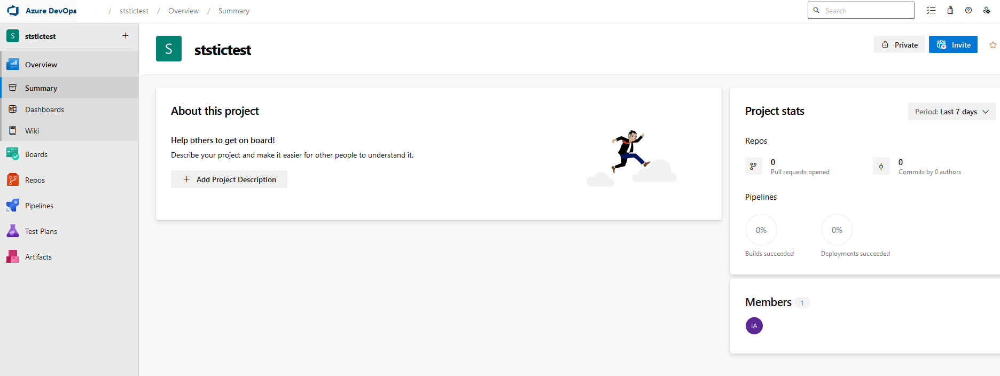 Azure DevOps / ststictest / Overview / Summary
Search
S ststictest +
Overview
Summary
Dashboards
Wiki
Boards
Repos
Pipelines
Test Plans
Artifacts
S ststictest
Private
Invite
About this project
Help others to get on board!
Describe your project and make it easier for other people to understand it.
+ Add Project Description
Project stats
Period: Last 7 days
Repos
0
Pull requests opened
0
Commits by 0 authors
Pipelines
0%
Builds succeeded
0%
Deployments succeeded
Members 1
IA